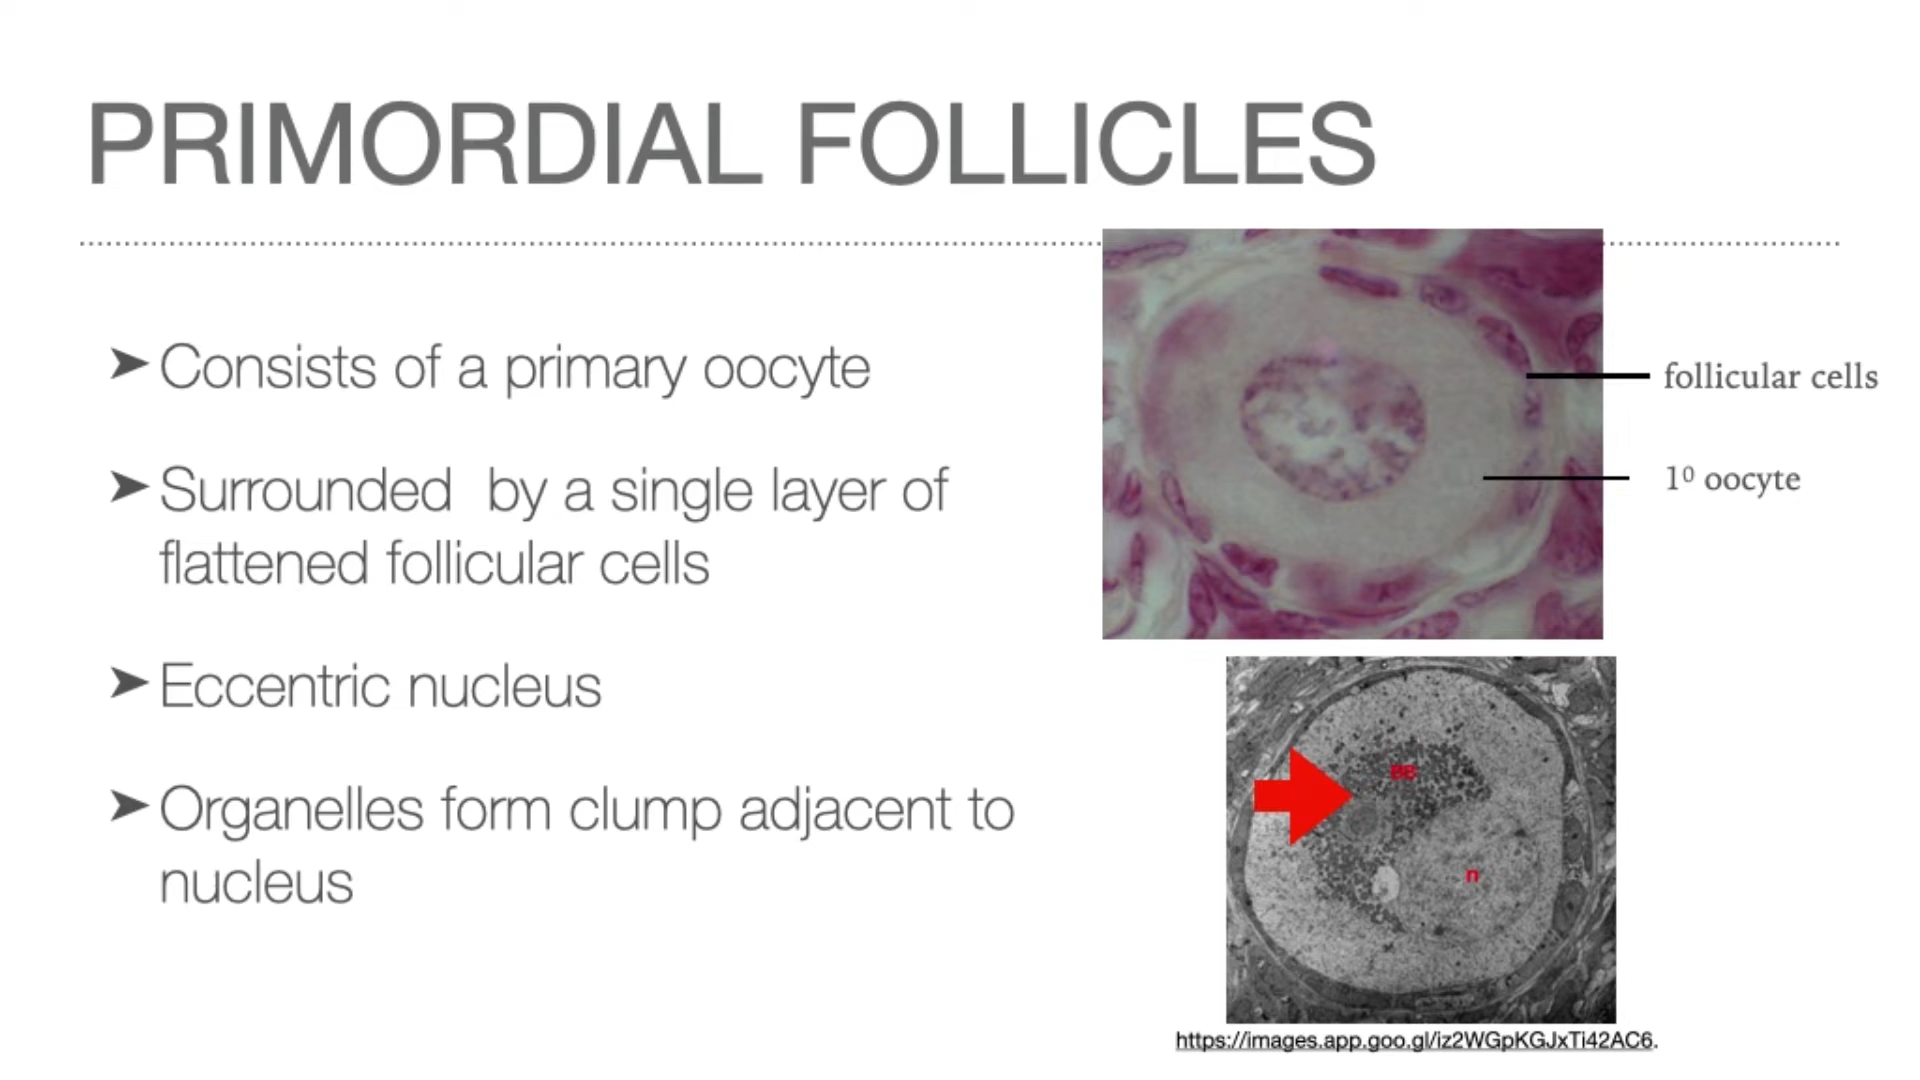 PRIMORDIAL FOLLICLES
➤ Consists of a primary oocyte
➤ Surrounded by a single layer of
flattened follicular cells
➤ Eccentric nucleus
➤ Organelles form clump adjacent to
nucleus
follicular cells
1⁰ oocyte
BB
n
https://images.app.goo.gl/iz2WGpKGJxTi42AC6.